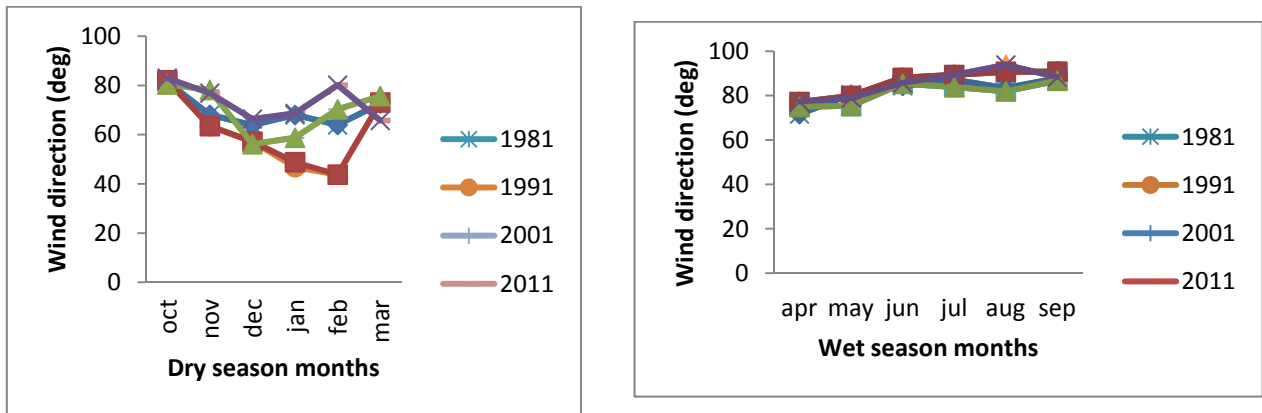 Wind direction (deg)
100
80
60
40
20
0
oct
nov
dec
jan
feb
mar
Dry season months
1981
1991
2001
2011
Wind direction (deg)
100
80
60
40
20
0
apr may jun jul aug sep
Wet season months
1981
1991
2001
2011